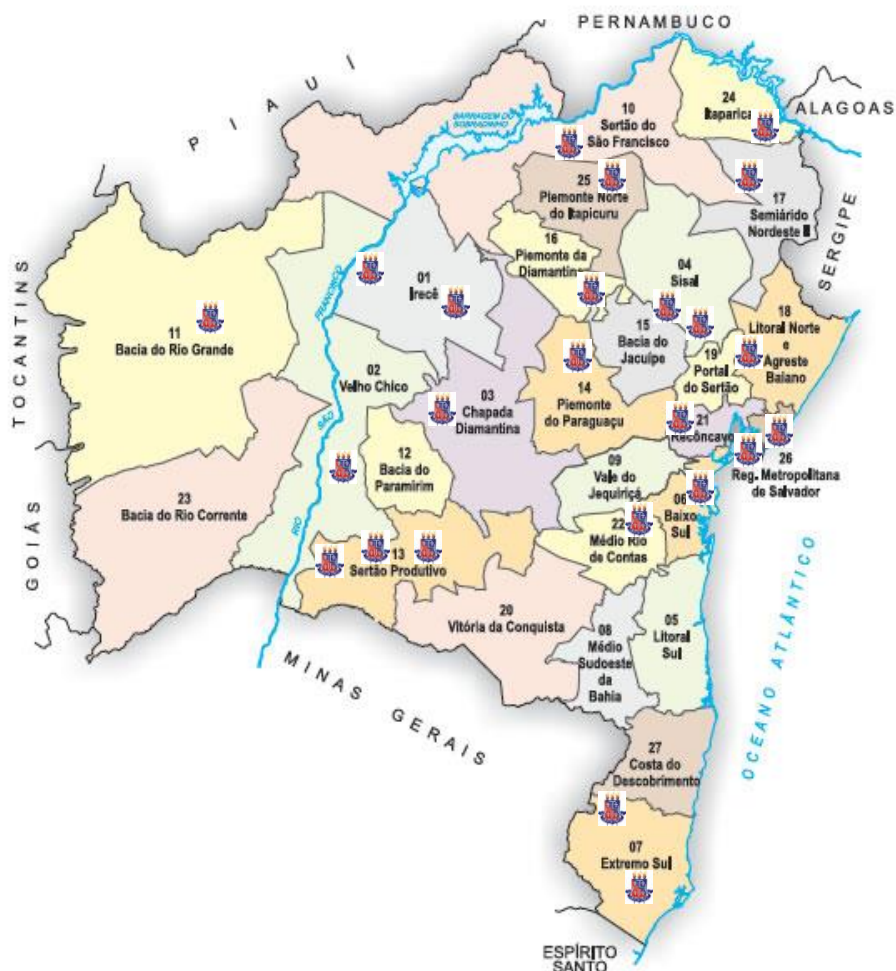 PERNAMBUCO
PIAUÍ
ALAGOAS
SERGIPE
TOCANTINS
GOIÁS
MINAS GERAIS
ESPÍRITO
SANTO
OCEANO ATLÂNTICO
BARRAGEM DO
SOBRADINHO
RIO
SÃO
FRANCISCO
24
Itaparica
10
Sertão do
São Francisco
25
Piemonte Norte
do Itapicuru
17
Semiárido
Nordeste II
16
Piemonte da
Diamantina
04
Sisal
01
Irecê
18
Litoral Norte
e
Agreste
Baiano
11
Bacia do Rio Grande
15
Bacia do
Jacuípe
19
Portal do
Sertão
02
Velho Chico
03
Chapada
Diamantina
14
Piemonte
do Paraguaçu
21
Recôncavo
26
Reg. Metropolitana
de Salvador
12
Bacia do
Paramirim
09
Vale do
Jequiriçá
23
Bacia do Rio Corrente
06
Baixo
Sul
22
Médio Rio
de Contas
13
Sertão Produtivo
20
Vitória da Conquista
05
Litoral
Sul
08
Médio
Sudoeste
da
Bahia
27
Costa do
Descobrimento
07
Extremo Sul